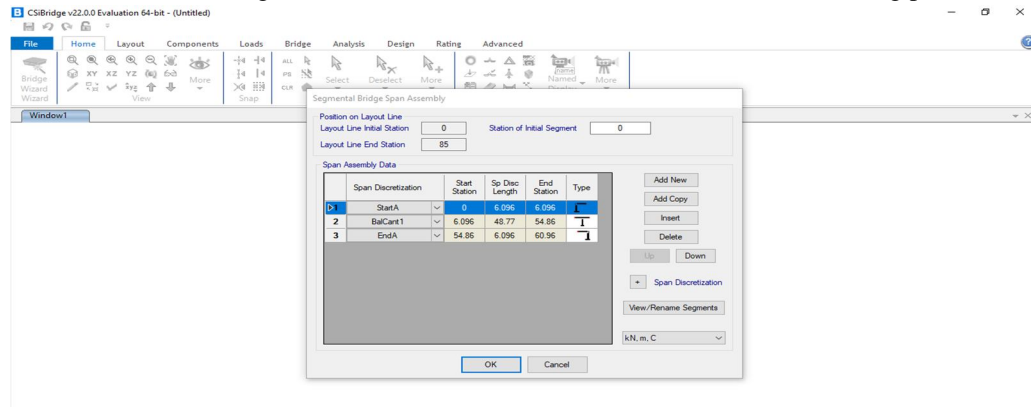 B CSiBridge v22.0.0 Evaluation 64-bit - (Untitled)
File Home Layout Components Loads Bridge Analysis Design Rating Advanced
XY XZ YZ
More
ALL
PS
CLR
Select Deselect More
Named
More
Bridge
Wizard
Wizard View Snap
Window1
Segmental Bridge Span Assembly
Position on Layout Line
Layout Line Initial Station 0 Station of Initial Segment 0
Layout Line End Station 85
Span Assembly Data
Span Discretization Start Station Sp Disc Length End Station Type
1 StartA 0 6.096 6.096
2 BalCant1 6.096 48.77 54.86
3 EndA 54.86 6.096 60.96
Add New
Add Copy
Insert
Delete
Up Down
+ Span Discretization
View/Rename Segments
kN, m, C
OK Cancel